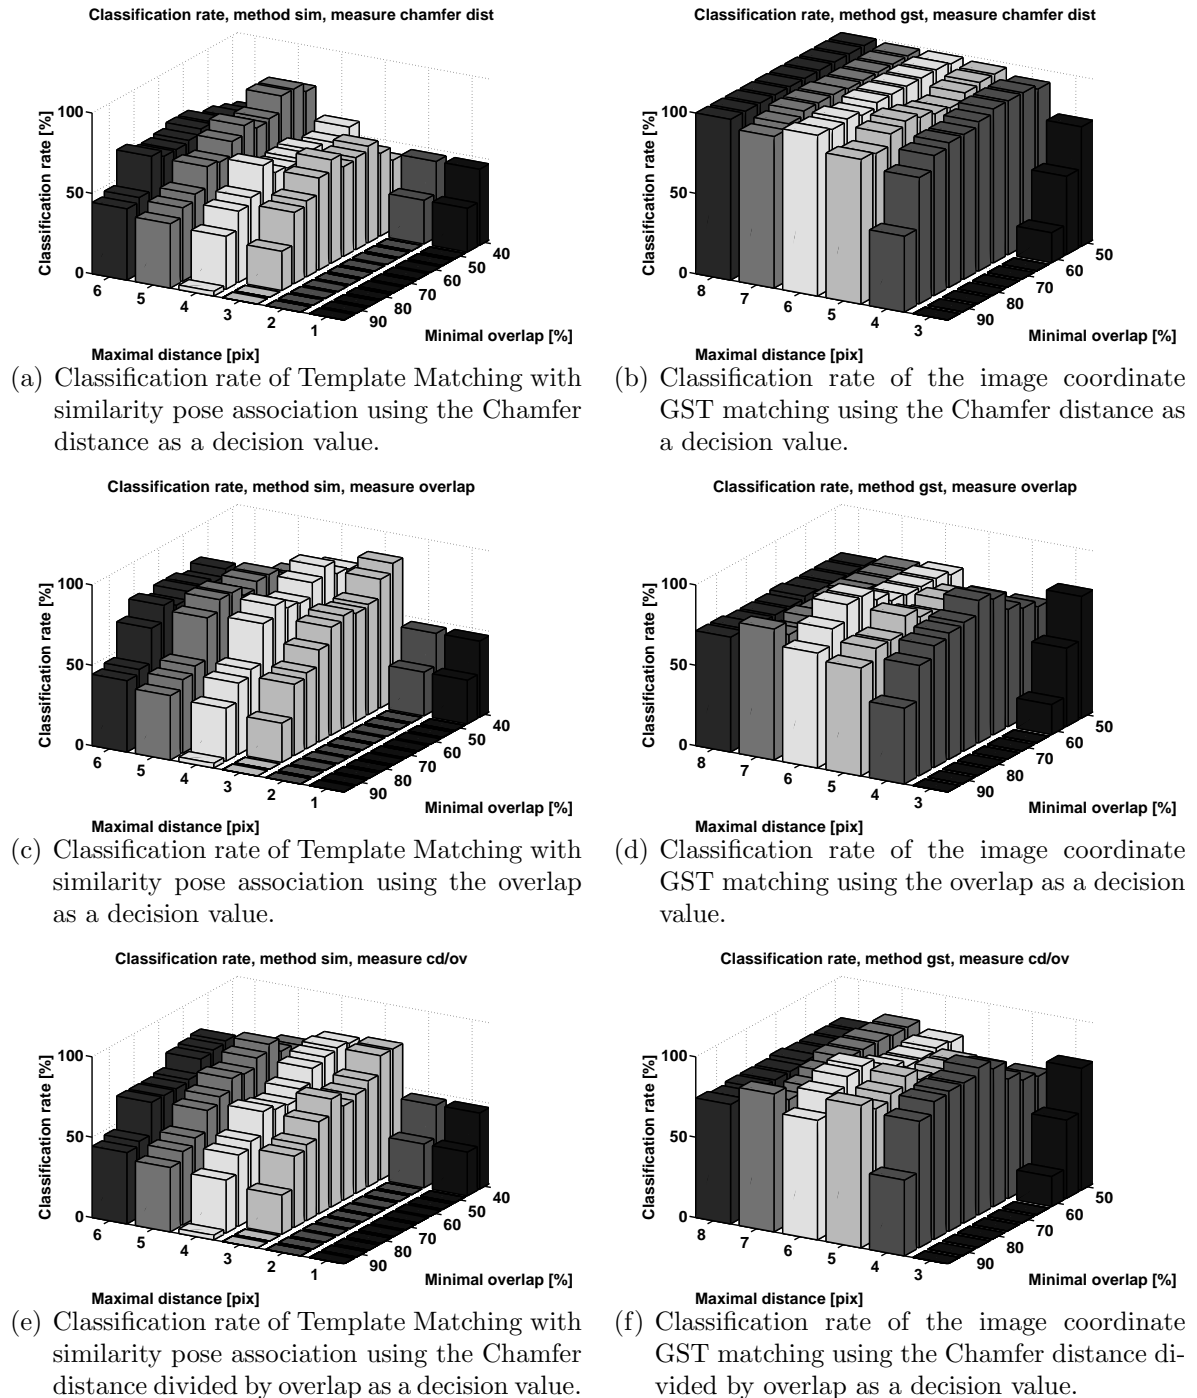 Classification rate, method sim, measure chamfer dist
Classification rate [%]
100
50
0
6
5
4
3
2
1
90
80
70
60
50
40
Minimal overlap [%]
Maximal distance [pix]
(a) Classification rate of Template Matching with
similarity pose association using the Chamfer
distance as a decision value.
Classification rate, method gst, measure chamfer dist
Classification rate [%]
100
50
0
8
7
6
5
4
3
90
80
70
60
50
Minimal overlap [%]
Maximal distance [pix]
(b) Classification rate of the image coordinate
GST matching using the Chamfer distance as
a decision value.
Classification rate, method sim, measure overlap
Classification rate [%]
100
50
0
6
5
4
3
2
1
90
80
70
60
50
40
Minimal overlap [%]
Maximal distance [pix]
(c) Classification rate of Template Matching with
similarity pose association using the overlap
as a decision value.
Classification rate, method gst, measure overlap
Classification rate [%]
100
50
0
8
7
6
5
4
3
90
80
70
60
50
Minimal overlap [%]
Maximal distance [pix]
(d) Classification rate of the image coordinate
GST matching using the overlap as a decision
value.
Classification rate, method sim, measure cd/ov
Classification rate [%]
100
50
0
6
5
4
3
2
1
90
80
70
60
50
40
Minimal overlap [%]
Maximal distance [pix]
(e) Classification rate of Template Matching with
similarity pose association using the Chamfer
distance divided by overlap as a decision value.
Classification rate, method gst, measure cd/ov
Classification rate [%]
100
50
0
8
7
6
5
4
3
90
80
70
60
50
Minimal overlap [%]
Maximal distance [pix]
(f) Classification rate of the image coordinate
GST matching using the Chamfer distance di-
vided by overlap as a decision value.